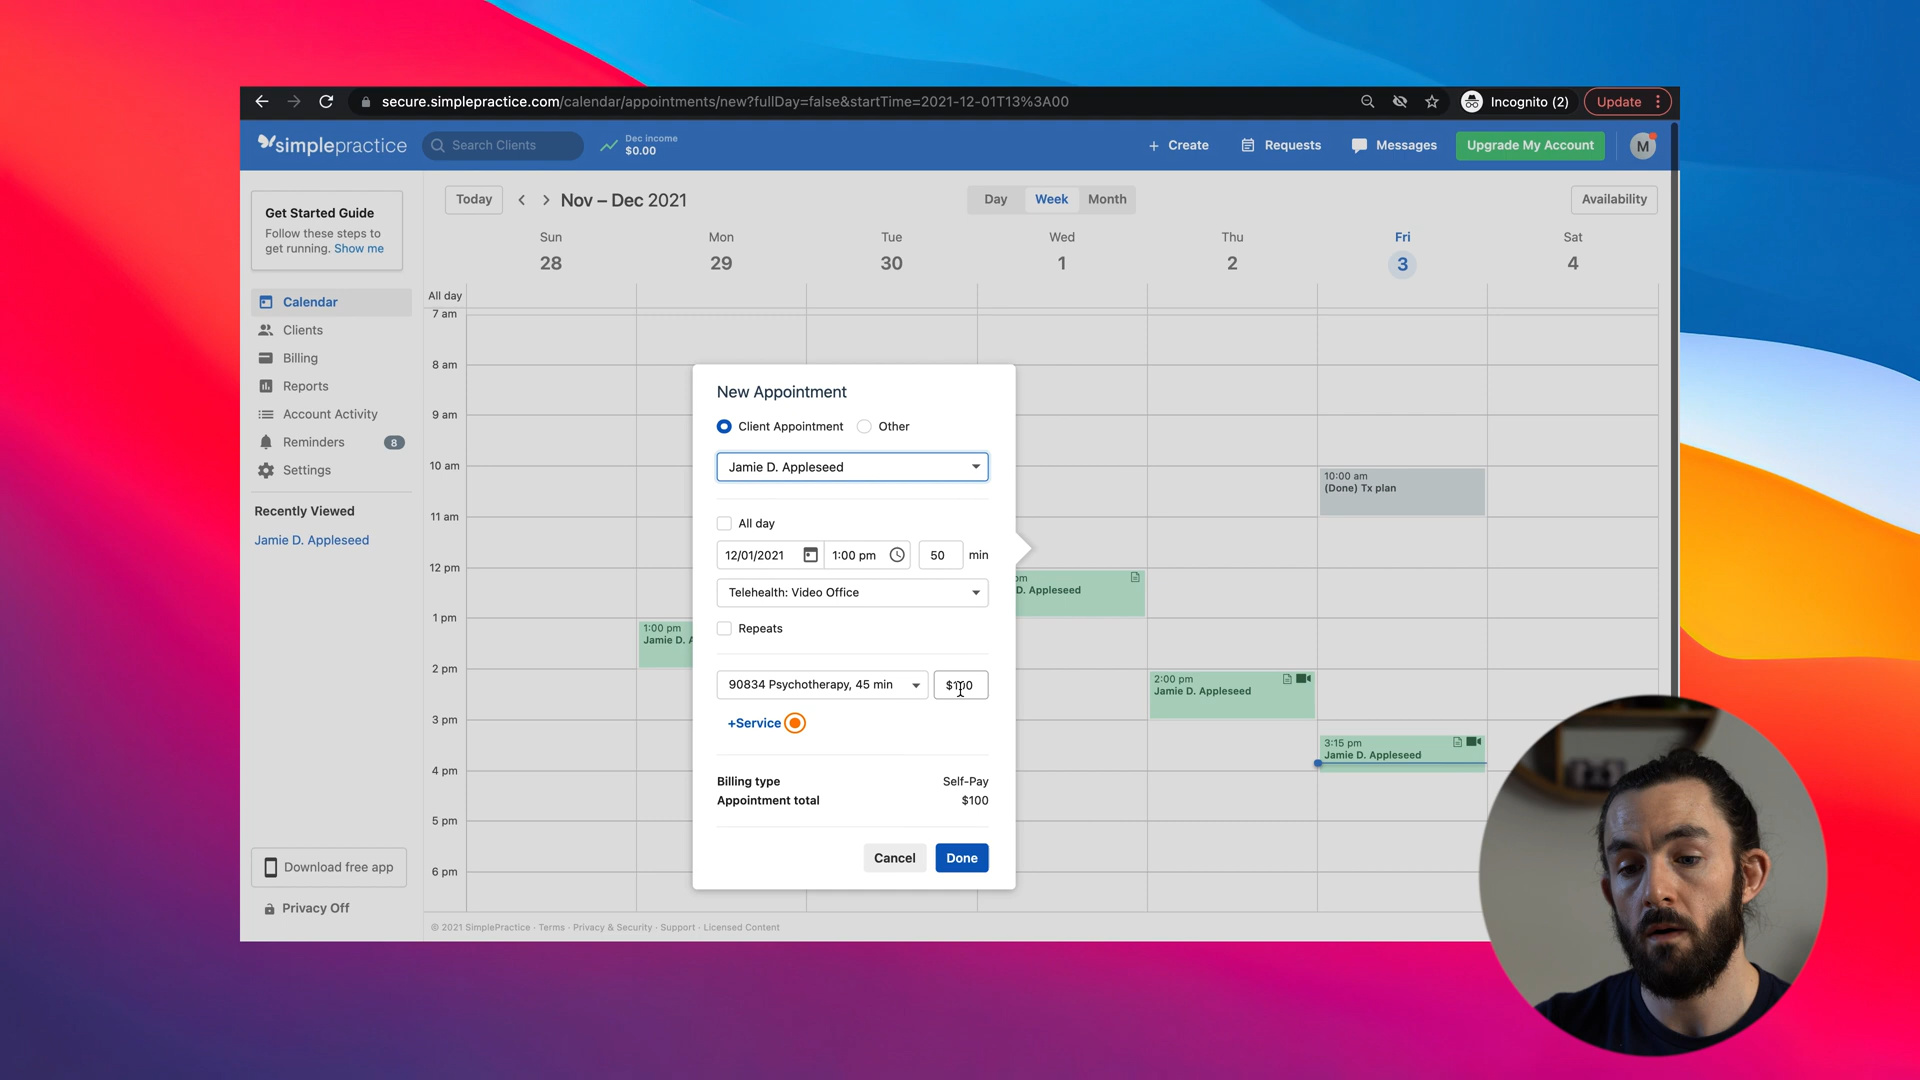 secure.simplepractice.com/calendar/appointments/new?fullDay=false&startTime=2021-12-01T13%3A00
Incognito (2)
Update
simplepractice
Search Clients
Dec income
$0.00
+ Create
Requests
Messages
Upgrade My Account
M
Get Started Guide
Follow these steps to
get running. Show me
Calendar
Clients
Billing
Reports
Account Activity
Reminders 8
Settings
Recently Viewed
Jamie D. Appleseed
Download free app
Privacy Off
Today
Nov – Dec 2021
Day Week Month
Availability
Sun Mon Tue Wed Thu Fri Sat
28 29 30 1 2 3 4
All day
7 am
8 am
9 am
10 am
11 am
12 pm
1 pm
2 pm
3 pm
4 pm
5 pm
6 pm
10:00 am
(Done) Tx plan
pm
D. Appleseed
1:00 pm
Jamie D. A
2:00 pm
Jamie D. Appleseed
3:15 pm
Jamie D. Appleseed
New Appointment
Client Appointment
Other
Jamie D. Appleseed
All day
12/01/2021
1:00 pm
50 min
Telehealth: Video Office
Repeats
90834 Psychotherapy, 45 min
$100
+Service
Billing type Self-Pay
Appointment total $100
Cancel
Done
© 2021 SimplePractice · Terms · Privacy & Security · Support · Licensed Content